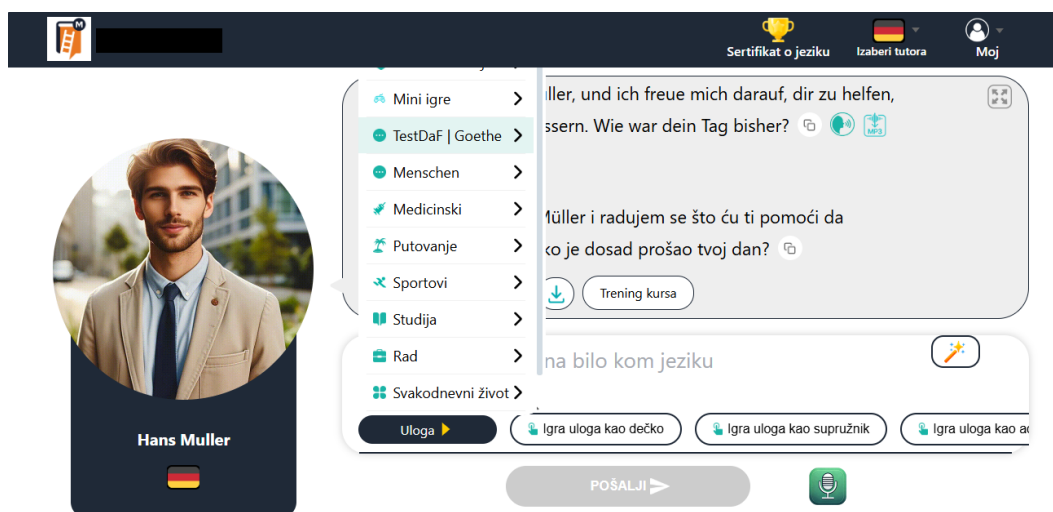 M
Sertifikat o jeziku
Izaberi tutora
Moj
Mini igre
TestDaF | Goethe
Menschen
Medicinski
Putovanje
Sportovi
Studija
Rad
Svakodnevni život
ller, und ich freue mich darauf, dir zu helfen,
ssern. Wie war dein Tag bisher?
MP3
Müller i radujem se što ću ti pomoći da
ko je dosad prošao tvoj dan?
Trening kursa
na bilo kom jeziku
Uloga
Igra uloga kao dečko
Igra uloga kao supružnik
Igra uloga kao
POŠALJI
Hans Muller